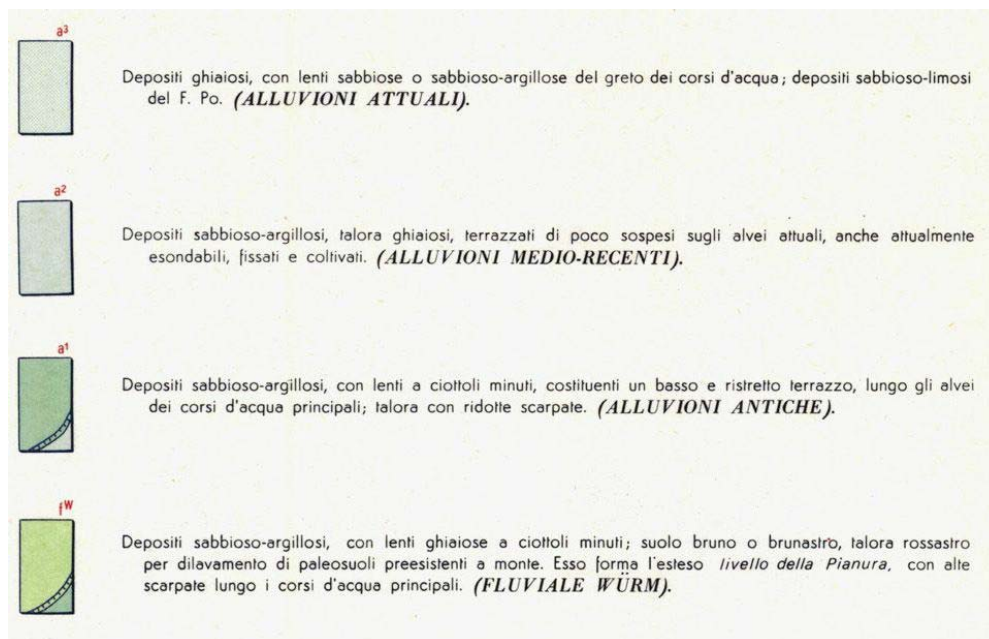 a³
Depositi ghiaiosi, con lenti sabbiose o sabbioso-argillose del greto dei corsi d'acqua; depositi sabbioso-limosi
del F. Po. (ALLUVIONI ATTUALI).
a²
Depositi sabbioso-argillosi, talora ghiaiosi, terrazzati di poco sospesi sugli alvei attuali, anche attualmente
esondabili, fissati e coltivati. (ALLUVIONI MEDIO-RECENTI).
a¹
Depositi sabbioso-argillosi, con lenti a ciottoli minuti, costituenti un basso e ristretto terrazzo, lungo gli alvei
dei corsi d'acqua principali; talora con ridotte scarpate. (ALLUVIONI ANTICHE).
fW
Depositi sabbioso-argillosi, con lenti ghiaiose a ciottoli minuti; suolo bruno o brunastro, talora rossastro
per dilavamento di paleosuoli preesistenti a monte. Esso forma l'esteso livello della Pianura, con alte
scarpate lungo i corsi d'acqua principali. (FLUVIALE WÜRM).